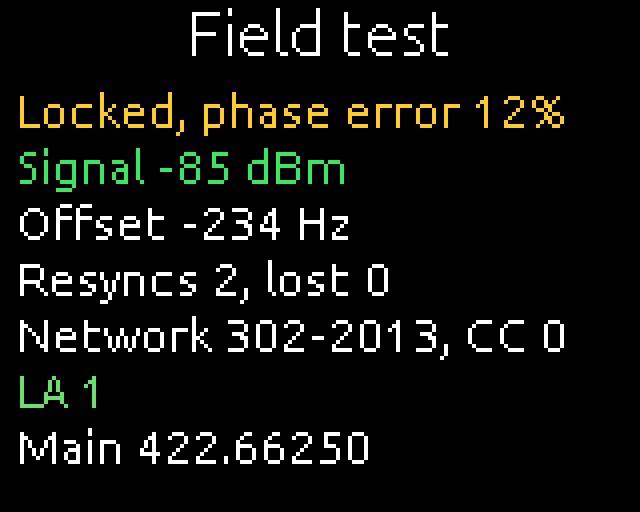 Field test
Locked, phase error 12%
Signal -85 dBm
Offset -234 Hz
Resyncs 2, lost 0
Network 302-2013, CC 0
LA 1
Main 422.66250